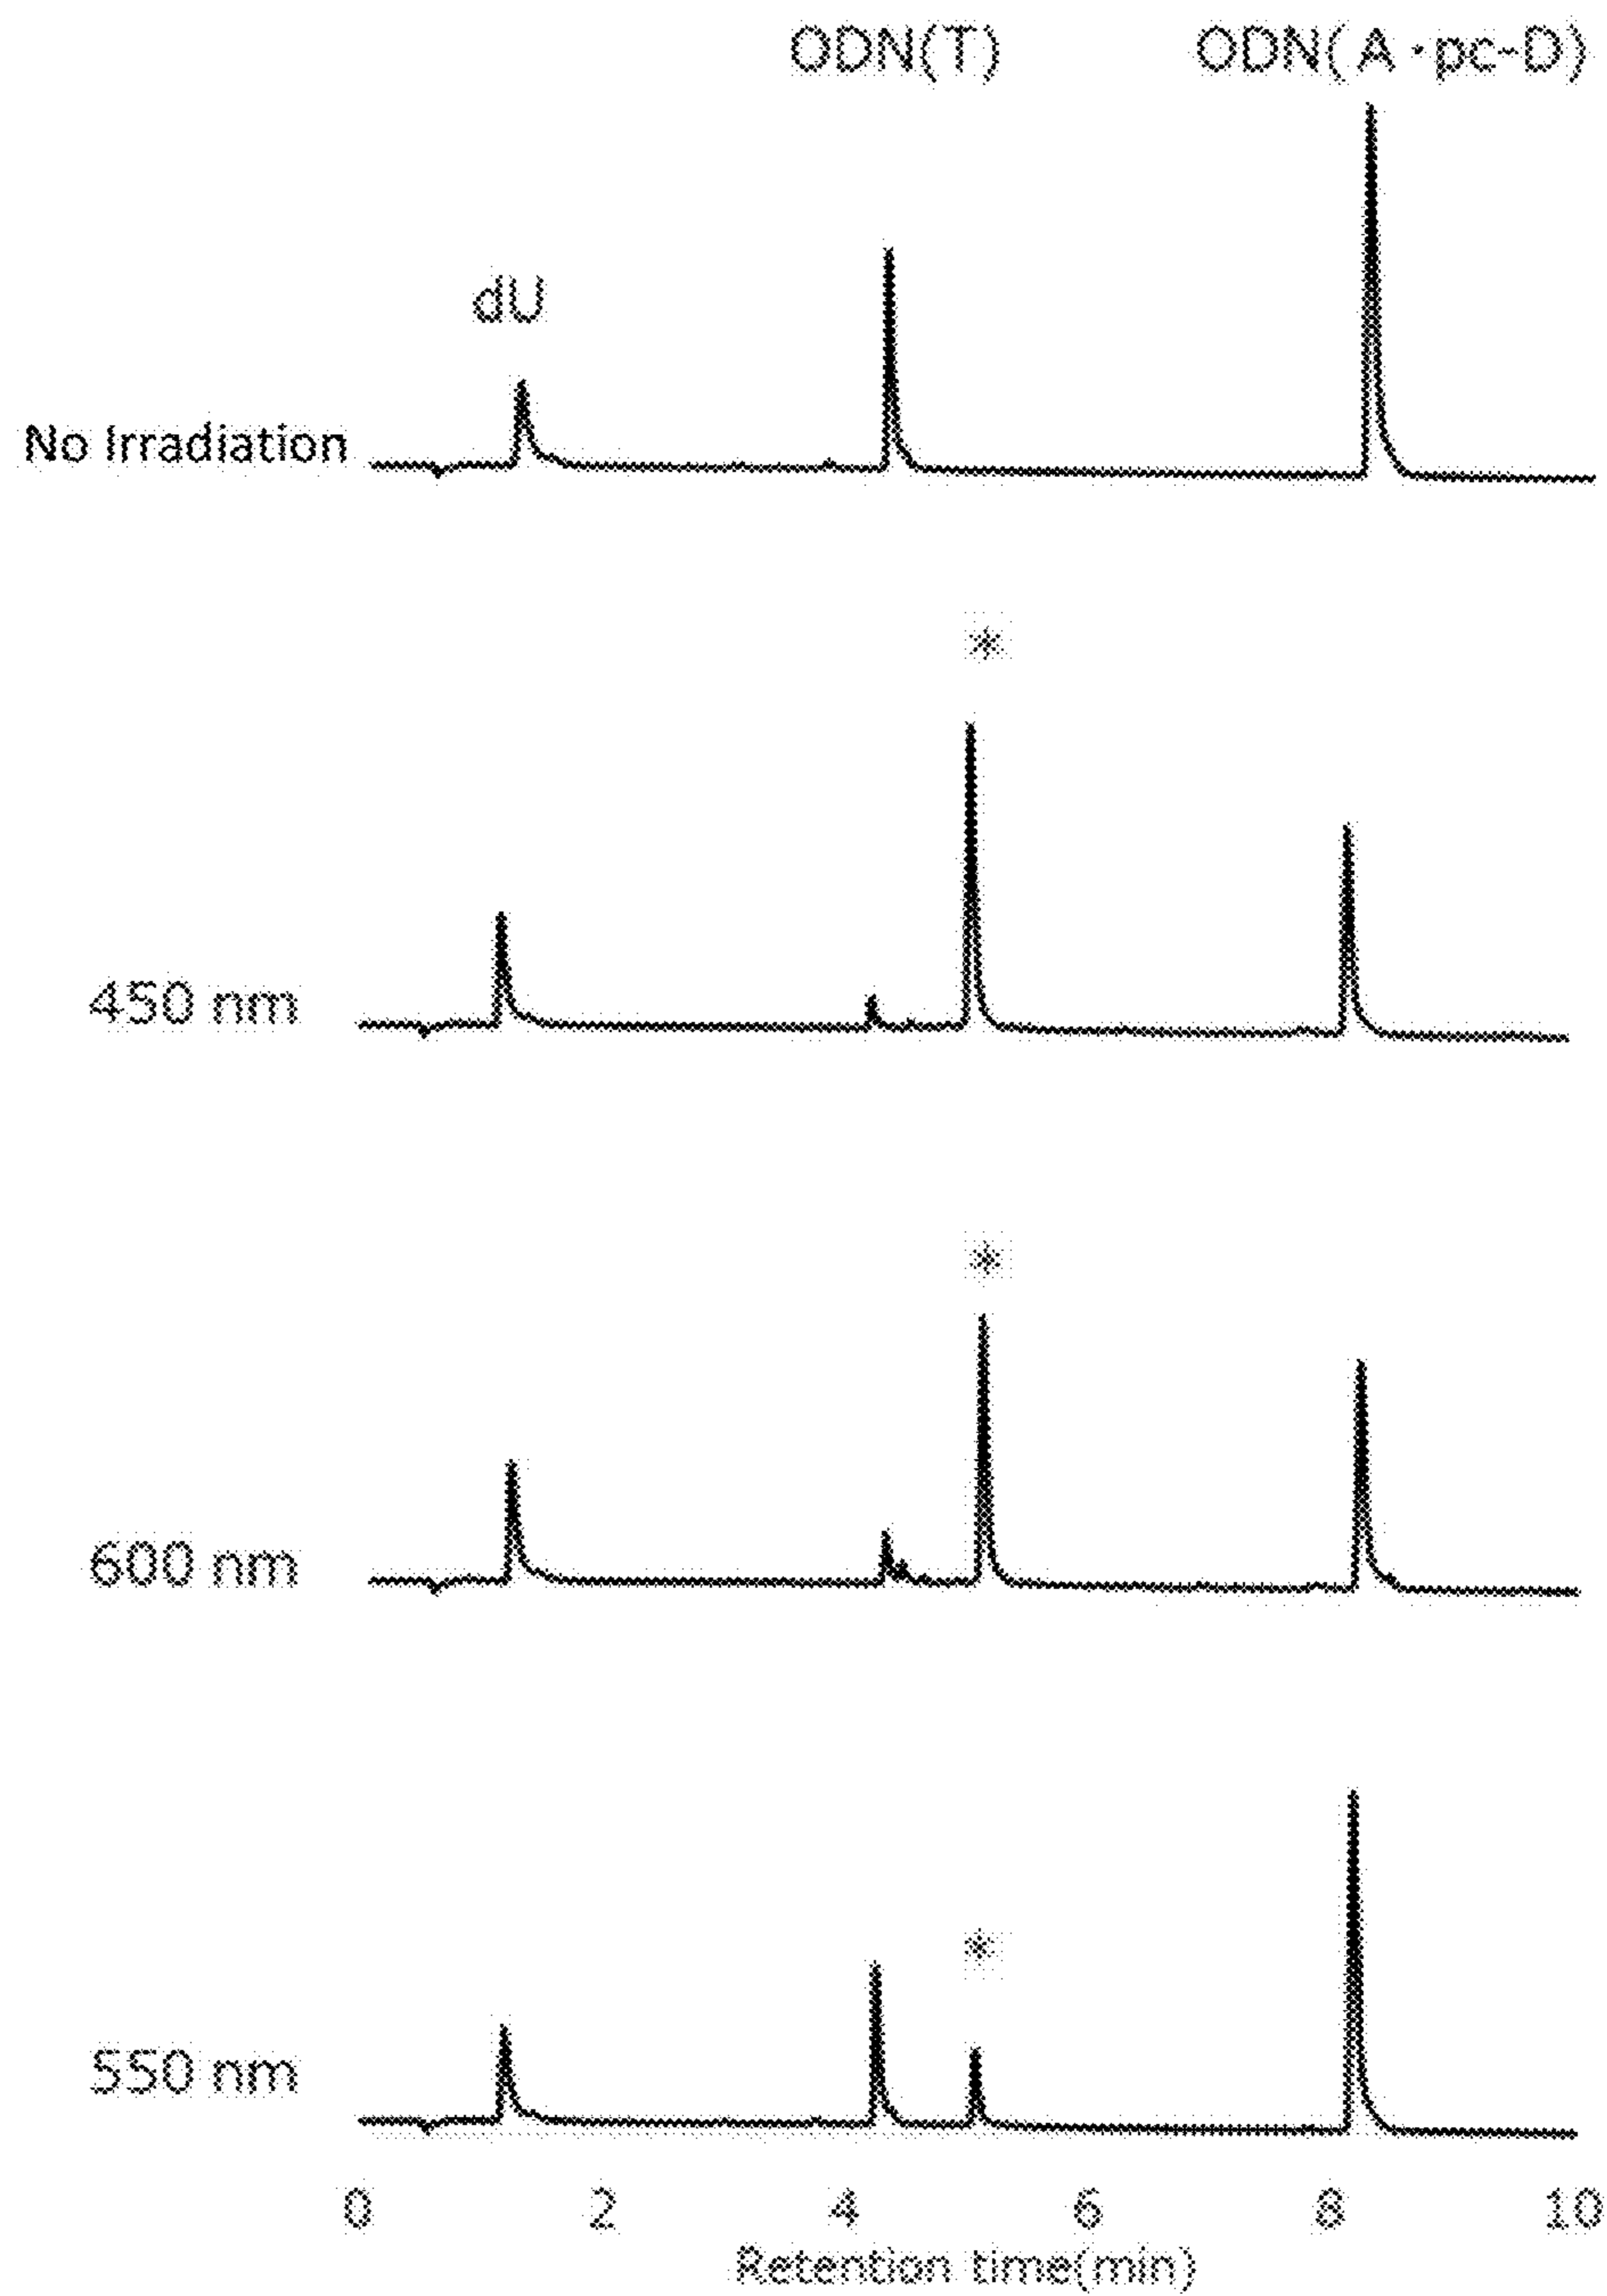 ODN(T) ODN( A ·pc-D)
dU
No Irradiation
*
450 nm
*
600 nm
*
550 nm
0 2 4 6 8 10
Retention time(min)